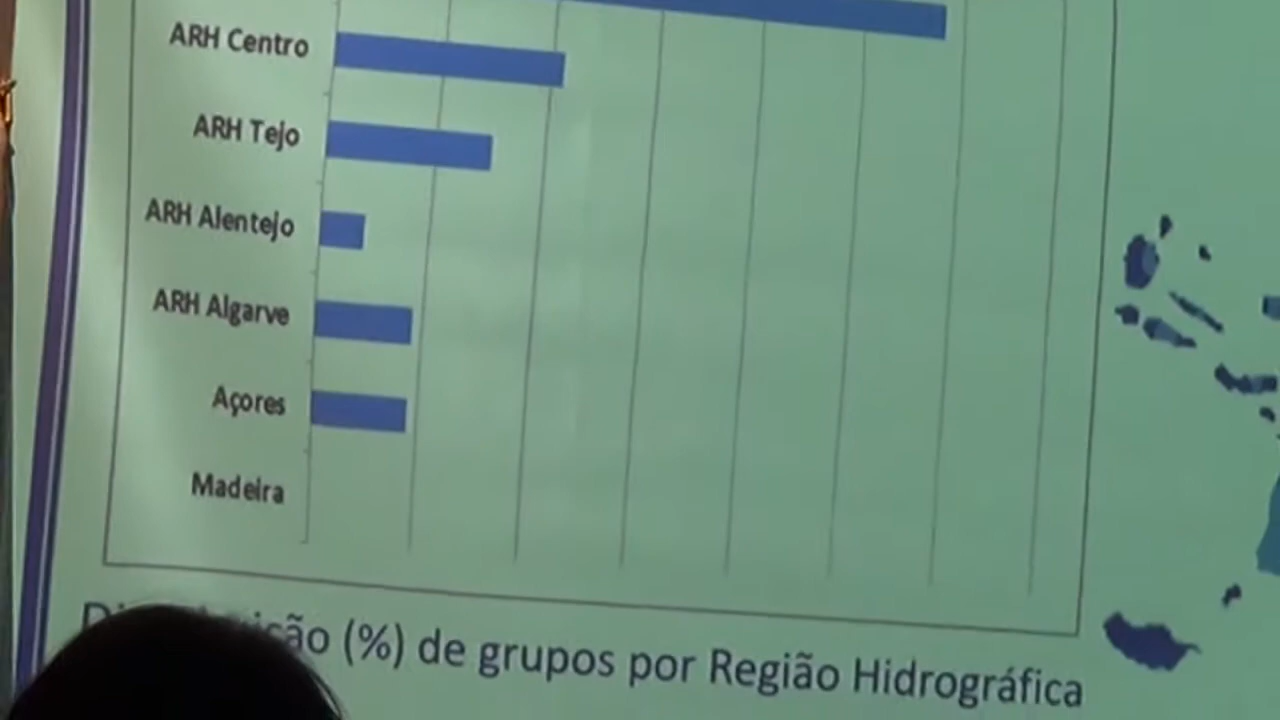 ARH Centro
ARH Tejo
ARH Alentejo
ARH Algarve
Açores
Madeira
(%) de grupos por Região Hidrográfica